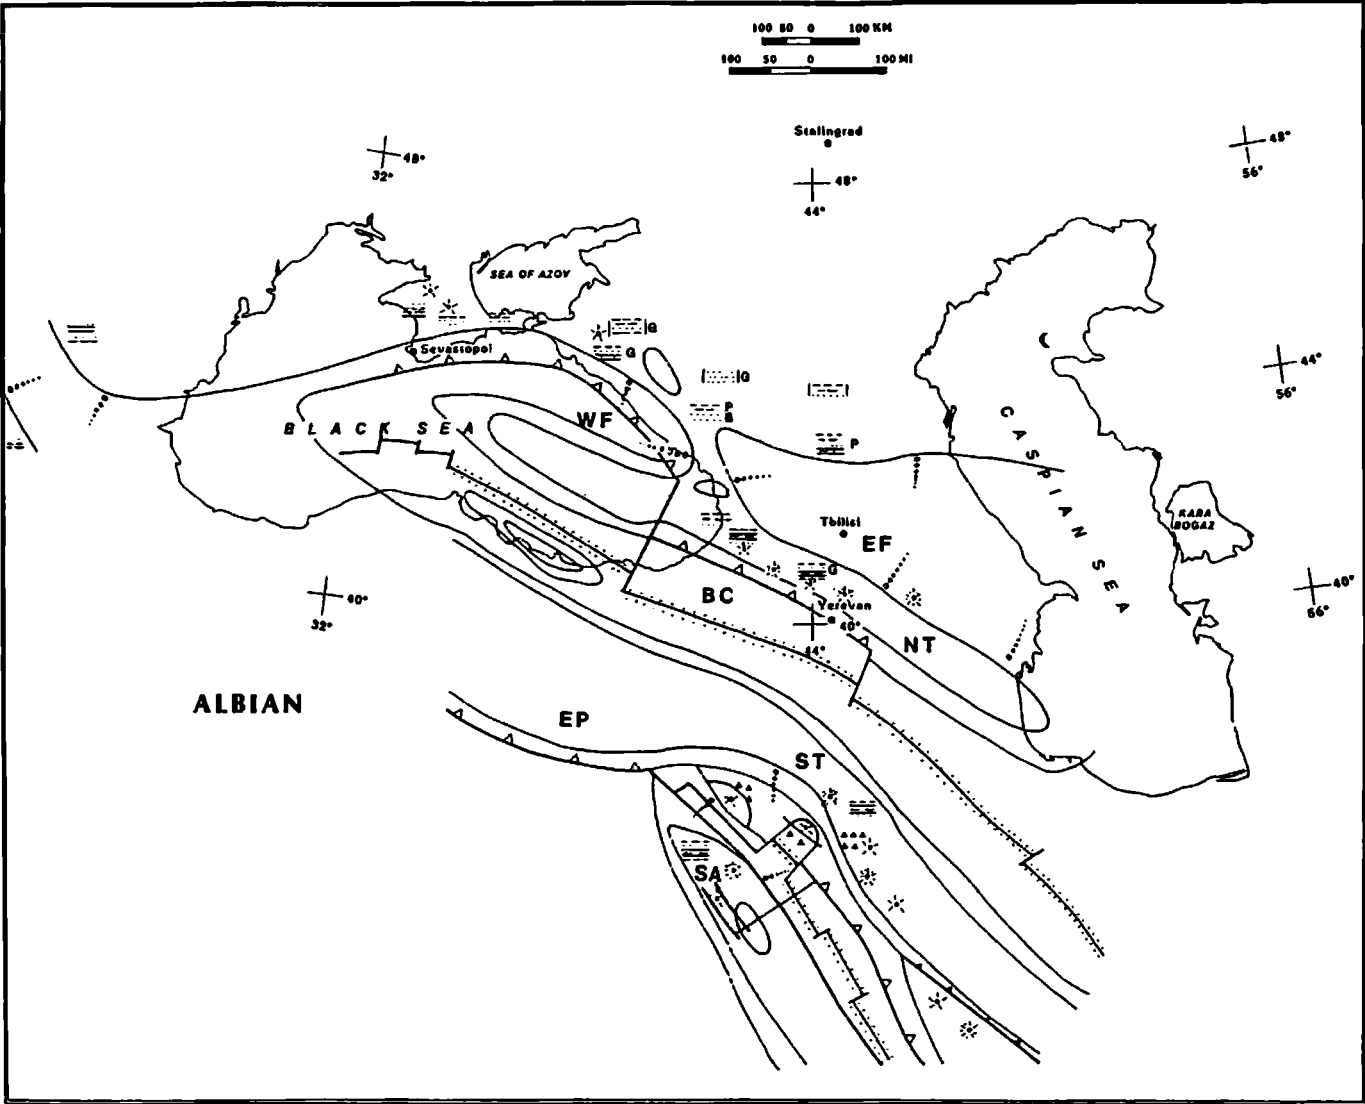 100 50 0 100 KM
100 50 0 100 MI
Stalingrad
48°
32°
48°
44°
48°
56°
SEA OF AZOV
G
Sevastopol
G
44°
56°
G
P
B
WF
BLACK SEA
P
CASPIAN SEA
KARA
BOGAZ
Tbilisi
EF
G
40°
32°
BC
Yerevan
40°
44°
40°
56°
NT
ALBIAN
EP
ST
SA